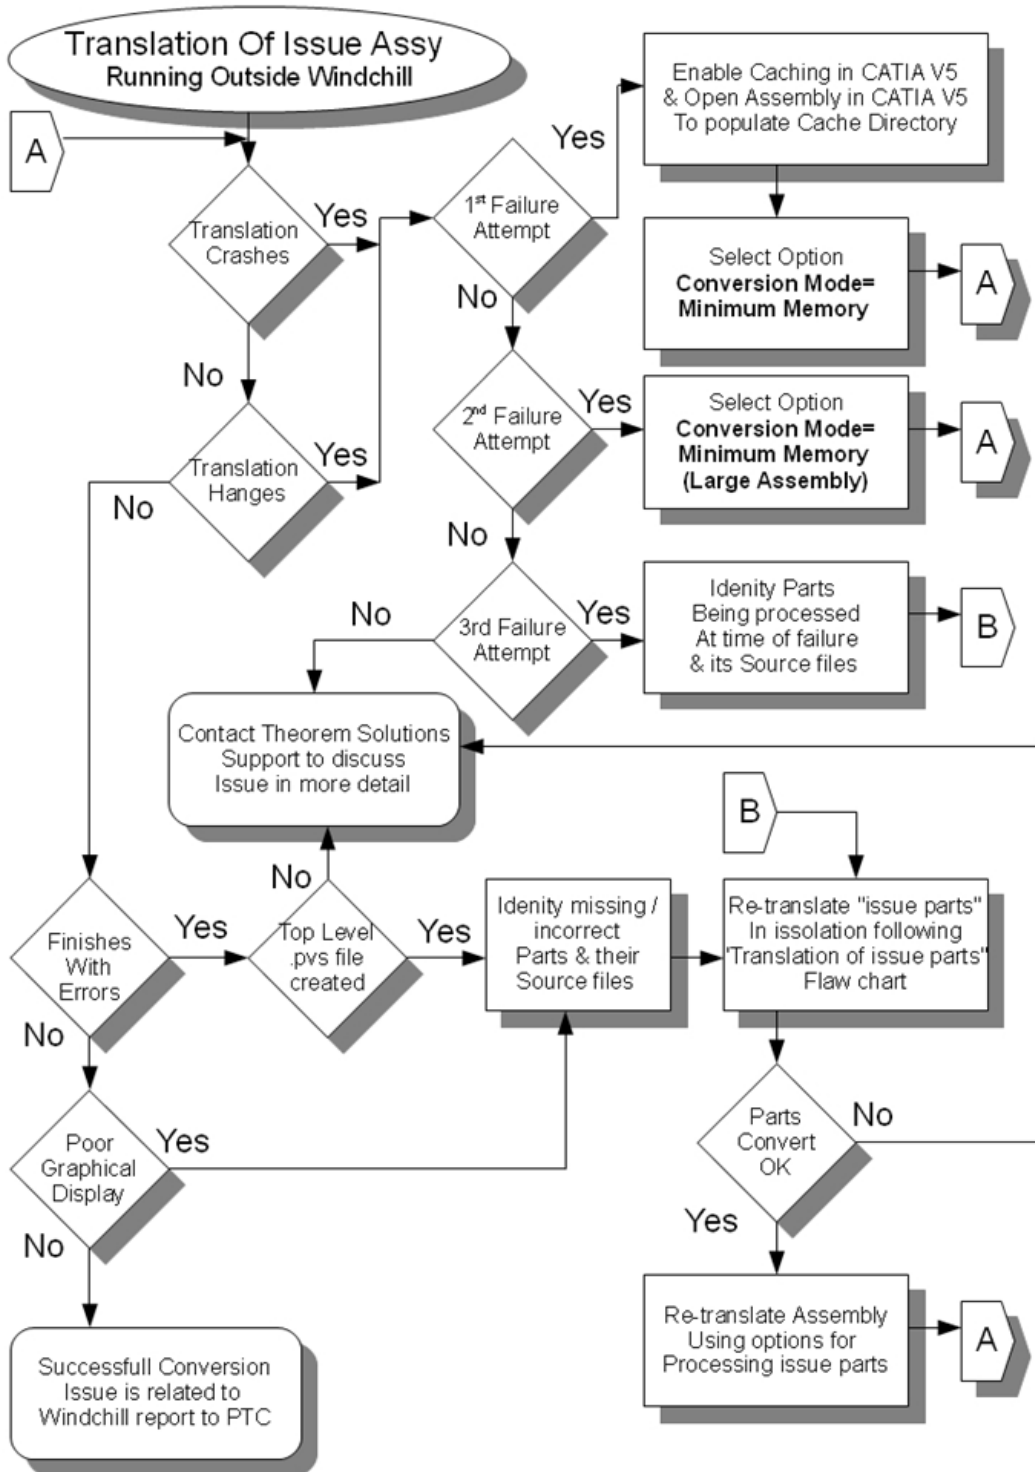 Translation Of Issue Assy
Running Outside Windchill
A
Translation
Crashes
Yes
No
Translation
Hanges
Yes
No
1st Failure
Attempt
Yes
No
Enable Caching in CATIA V5
& Open Assembly in CATIA V5
To populate Cache Directory
Select Option
Conversion Mode=
Minimum Memory
A
2nd Failure
Attempt
Yes
No
Select Option
Conversion Mode=
Minimum Memory
(Large Assembly)
A
3rd Failure
Attempt
Yes
No
Idenity Parts
Being processed
At time of failure
& its Source files
B
Contact Theorem Solutions
Support to discuss
Issue in more detail
Finishes
With
Errors
Yes
No
Top Level
.pvs file
created
No
Yes
Idenity missing /
incorrect
Parts & their
Source files
B
Re-translate "issue parts"
In issolation following
'Translation of issue parts"
Flaw chart
Poor
Graphical
Display
Yes
No
Parts
Convert
OK
No
Yes
Successfull Conversion
Issue is related to
Windchill report to PTC
Re-translate Assembly
Using options for
Processing issue parts
A